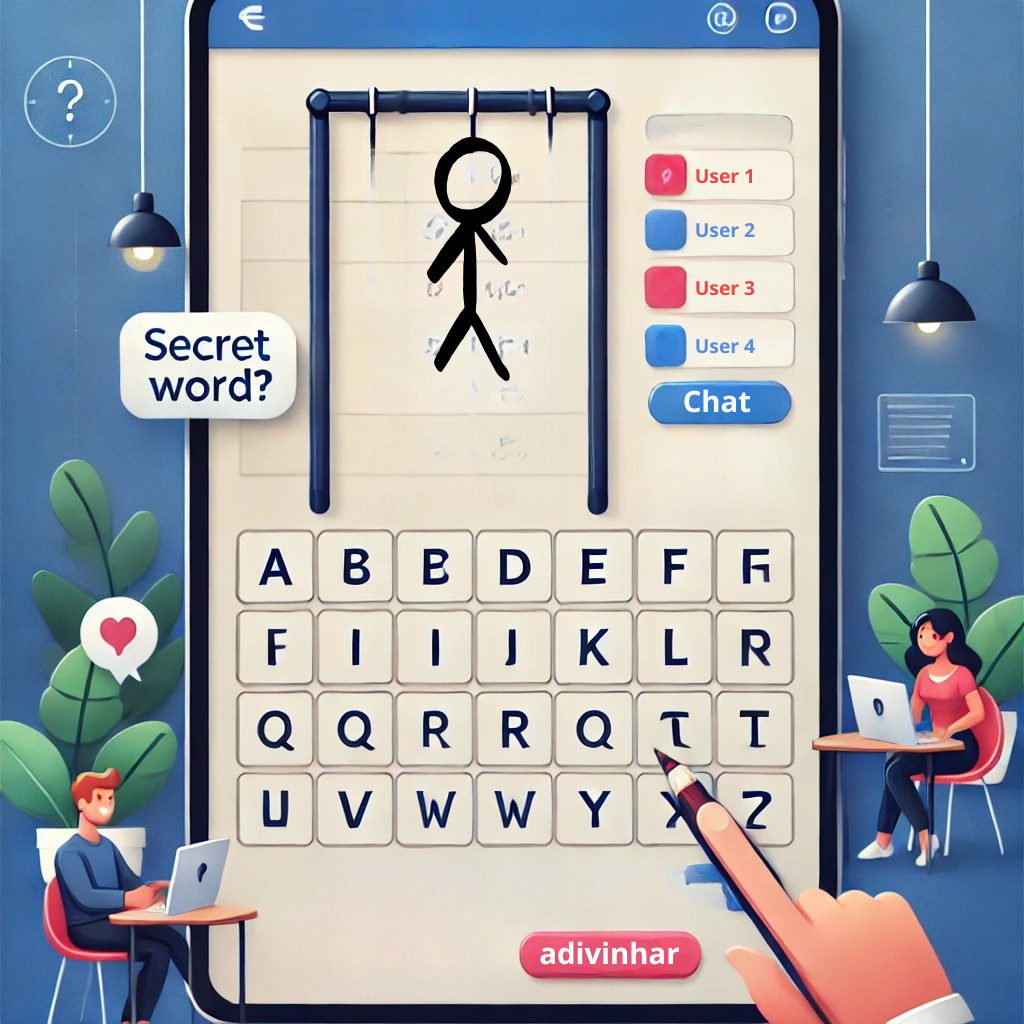 ?
User 1
User 2
User 3
User 4
Secret
word?
Chat
A B B D E F
F I I J K L R
Q Q R R Q T T
U V W W Y X Z
adivinhar